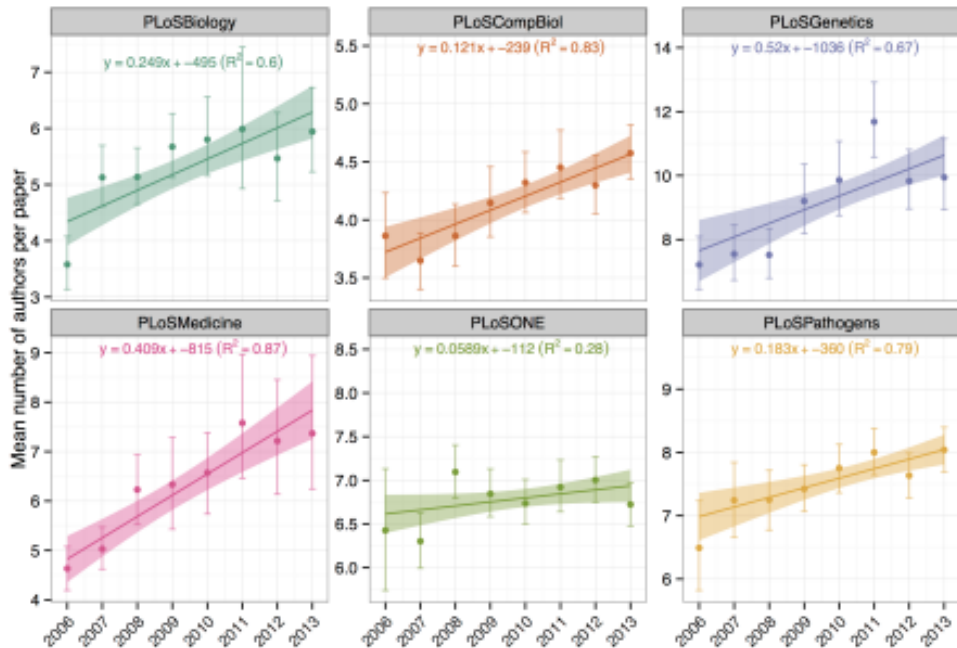 PLoSBiology
PLoSCompBiol
PLoSGenetics
y = 0.249x + −495 (R² = 0.6)
y = 0.121x + −239 (R² = 0.83)
y = 0.52x + −1036 (R² = 0.67)
7
6
5
4
3
5.5
5.0
4.5
4.0
3.5
14
12
10
8
Mean number of authors per paper
PLoSMedicine
PLoSONE
PLoSPathogens
y = 0.409x + −815 (R² = 0.87)
y = 0.0589x + −112 (R² = 0.28)
y = 0.183x + −360 (R² = 0.79)
9
8
7
6
5
4
8.5
8.0
7.5
7.0
6.5
6.0
9
8
7
6
2006 2007 2008 2009 2010 2011 2012 2013
2006 2007 2008 2009 2010 2011 2012 2013
2006 2007 2008 2009 2010 2011 2012 2013